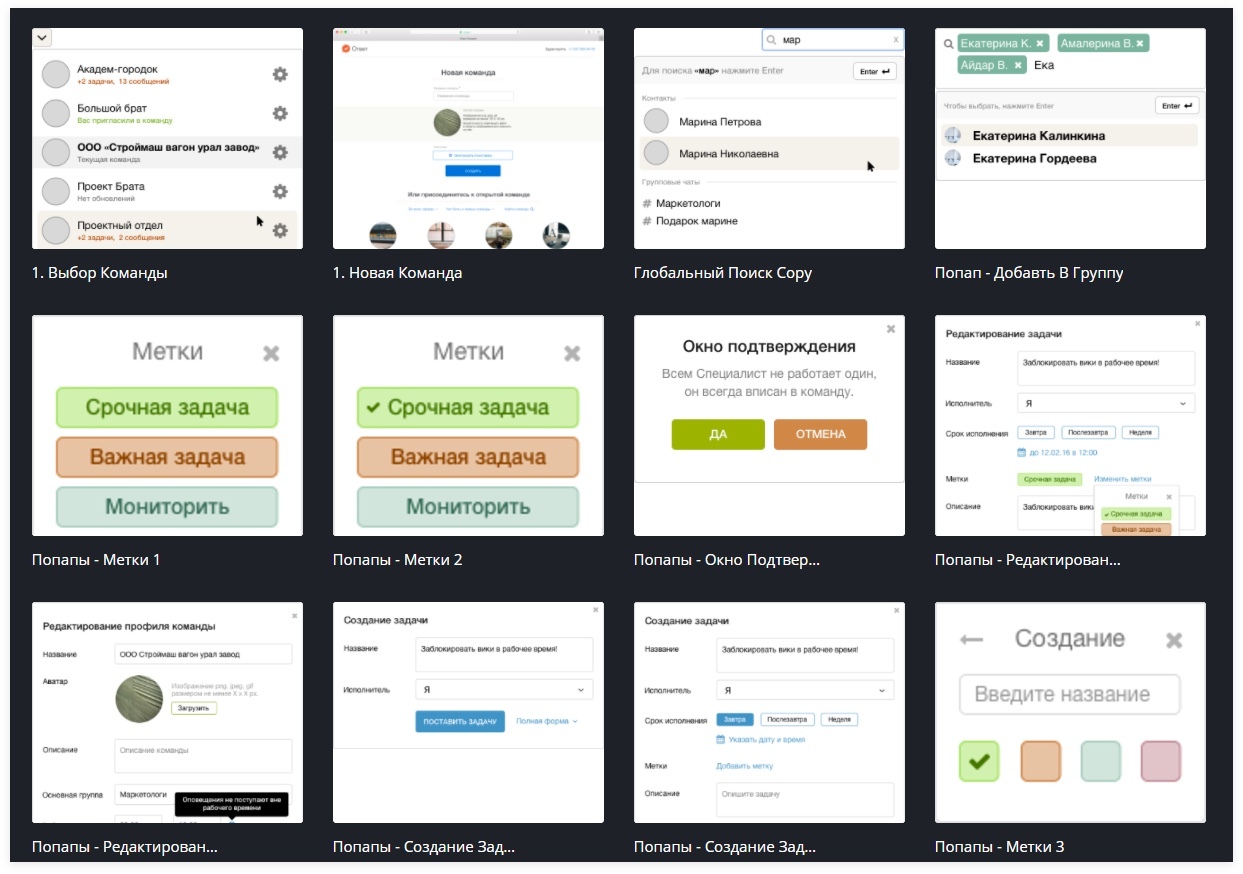 Академ-городок
+2 задачи, 13 сообщений
Большой брат
Вас пригласили в команду
ООО «Строймаш вагон урал завод»
Текущая команда
Проект Брата
Нет обновлений
Проектный отдел
+2 задачи, 2 сообщения
1. Выбор Команды
Ответ
Новая команда
Или присоединитесь к открытой команде
1. Новая Команда
мар
x
Для поиска «мар» нажмите Enter
Enter
Контакты
Марина Петрова
Марина Николаевна
Групповые чаты
# Маркетологи
# Подарок марине
Глобальный Поиск Copy
Екатерина К. × Амалерина В. ×
Айдар В. × Ека
Чтобы выбрать, нажмите Enter
Enter
Екатерина Калинкина
Екатерина Гордеева
Попап - Добавть В Группу
Метки
Срочная задача
Важная задача
Мониторить
Попапы - Метки 1
Метки
Срочная задача
Важная задача
Мониторить
Попапы - Метки 2
Окно подтверждения
Всем Специалист не работает один,
он всегда вписан в команду.
ДА
ОТМЕНА
Попапы - Окно Подтвер...
Редактирование задачи
Название
Заблокировать вики в рабочее время!
Исполнитель
Я
Срок исполнения
Завтра
Послезавтра
Неделя
до 12.02.16 в 12:00
Метки
Срочная задача
Изменить метки
Описание
Заблокировать вики
Метки
Срочная задача
Важная задача
Попапы - Редактирован...
Редактирование профиля команды
Название
ООО Строймаш вагон урал завод
Аватар
Изображение png, jpeg, gif
размером не менее X x X px.
Загрузить
Описание
Описание команды
Основная группа
Маркетологи
Оповещения не поступают вне
рабочего времени
Попапы - Редактирован...
Создание задачи
Название
Заблокировать вики в рабочее время!
Исполнитель
Я
ПОСТАВИТЬ ЗАДАЧУ
Полная форма
Попапы - Создание Зад...
Создание задачи
Название
Заблокировать вики в рабочее время!
Исполнитель
Я
Срок исполнения
Завтра
Послезавтра
Неделя
Указать дату и время
Метки
Добавить метку
Описание
Опишите задачу
Попапы - Создание Зад...
Создание
Введите название
Попапы - Метки 3